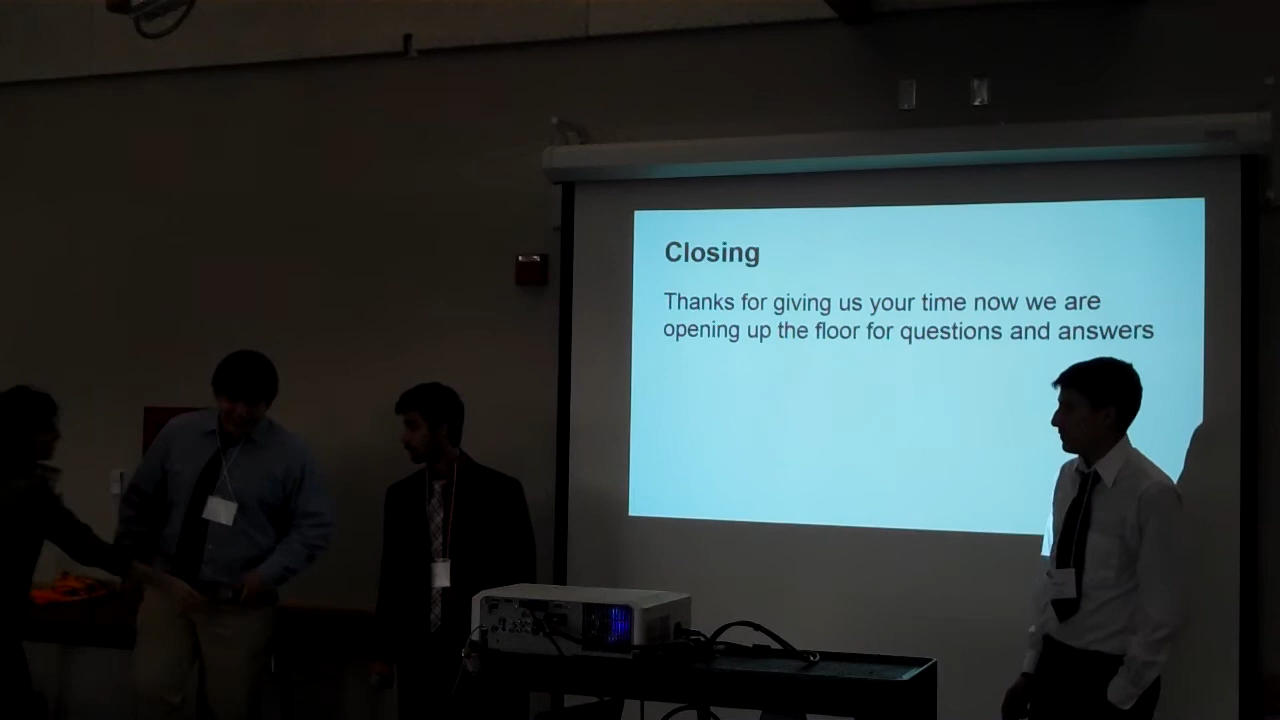 Closing
Thanks for giving us your time now we are
opening up the floor for questions and answers